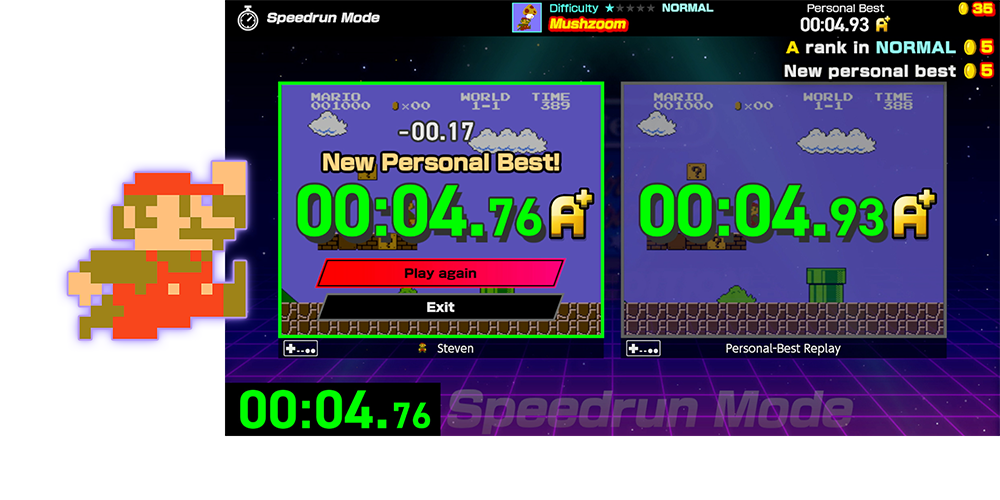 Speedrun Mode
Difficulty ★★★★★ NORMAL
Mushzoom
Personal Best
00:04.93 A+
35
A rank in NORMAL 5
New personal best 5
MARIO WORLD TIME
001000 x00 1-1 389
-00.17
New Personal Best!
00:04.76 A+
Play again
Exit
Steven
MARIO WORLD TIME
001000 x00 1-1 388
?
00:04.93 A+
Personal-Best Replay
00:04.76
Speedrun Mode